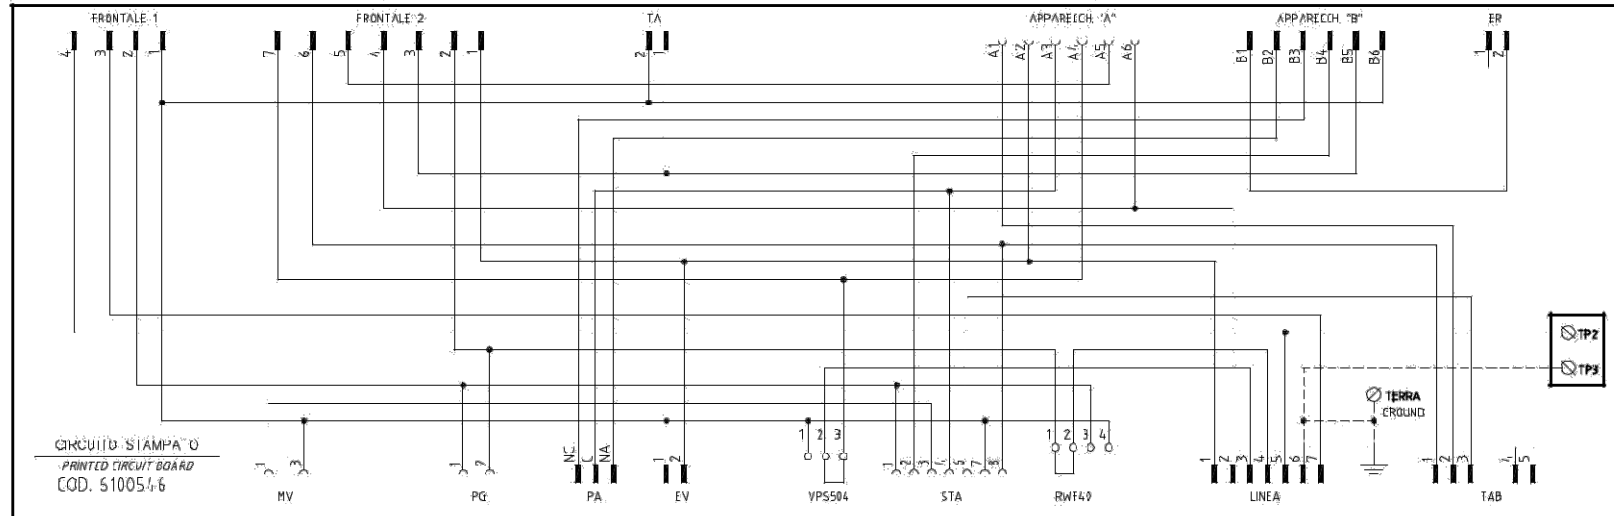 FRONTALE 1
FRONTALE 2
TA
APPARECCH. "A"
APPARECCH. "B"
ER
4 3 2 1
7 6 5 4 3 2 1
2 1
A1 A2 A3 A4 A5 A6
B1 B2 B3 B4 B5 B6
1 2
TP2
TP3
TERRA
GROUND
CIRCUITO STAMPATO
PRINTED CIRCUIT BOARD
COD.
1 3
1 2
NC C NA
1 2
1 2 3
1 2 3 4 5 7 8
1 2 3 4
1 2 3 4 5 6 7
1 2 3 4 5
MV
PG
PA
EV
VPS504
STA
RWF40
LINEA
TAB